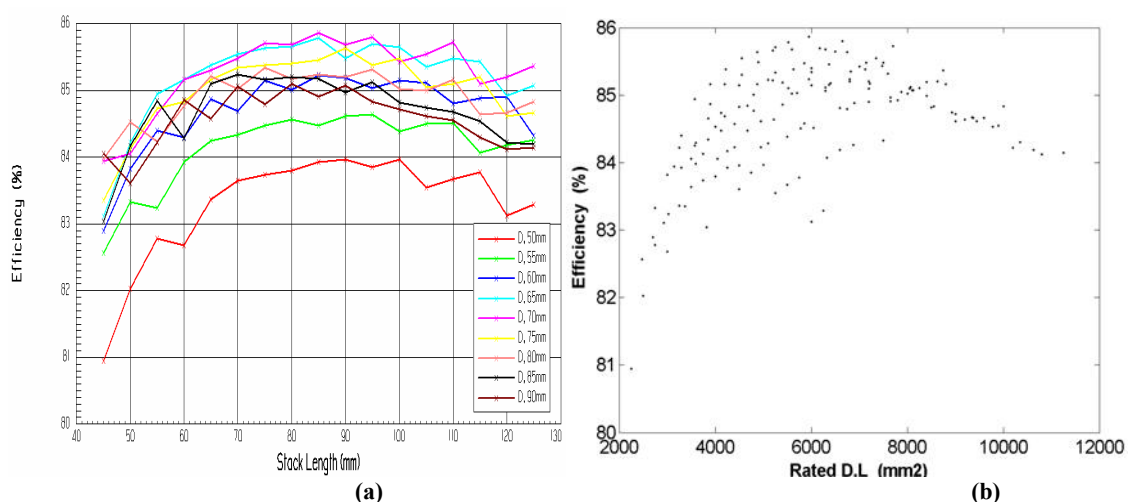 86
85
84
83
82
81
80
40
50
60
70
80
90
100
110
120
130
Efficiency (%)
Stack Length(mm)
D,50mm
D,55mm
D,60mm
D,65mm
D,70mm
D,75mm
D,80mm
D,85mm
D,90mm
(a)
86
85
84
83
82
81
80
2000
4000
6000
8000
10000
12000
Efficiency (%)
Rated D.L (mm2)
(b)